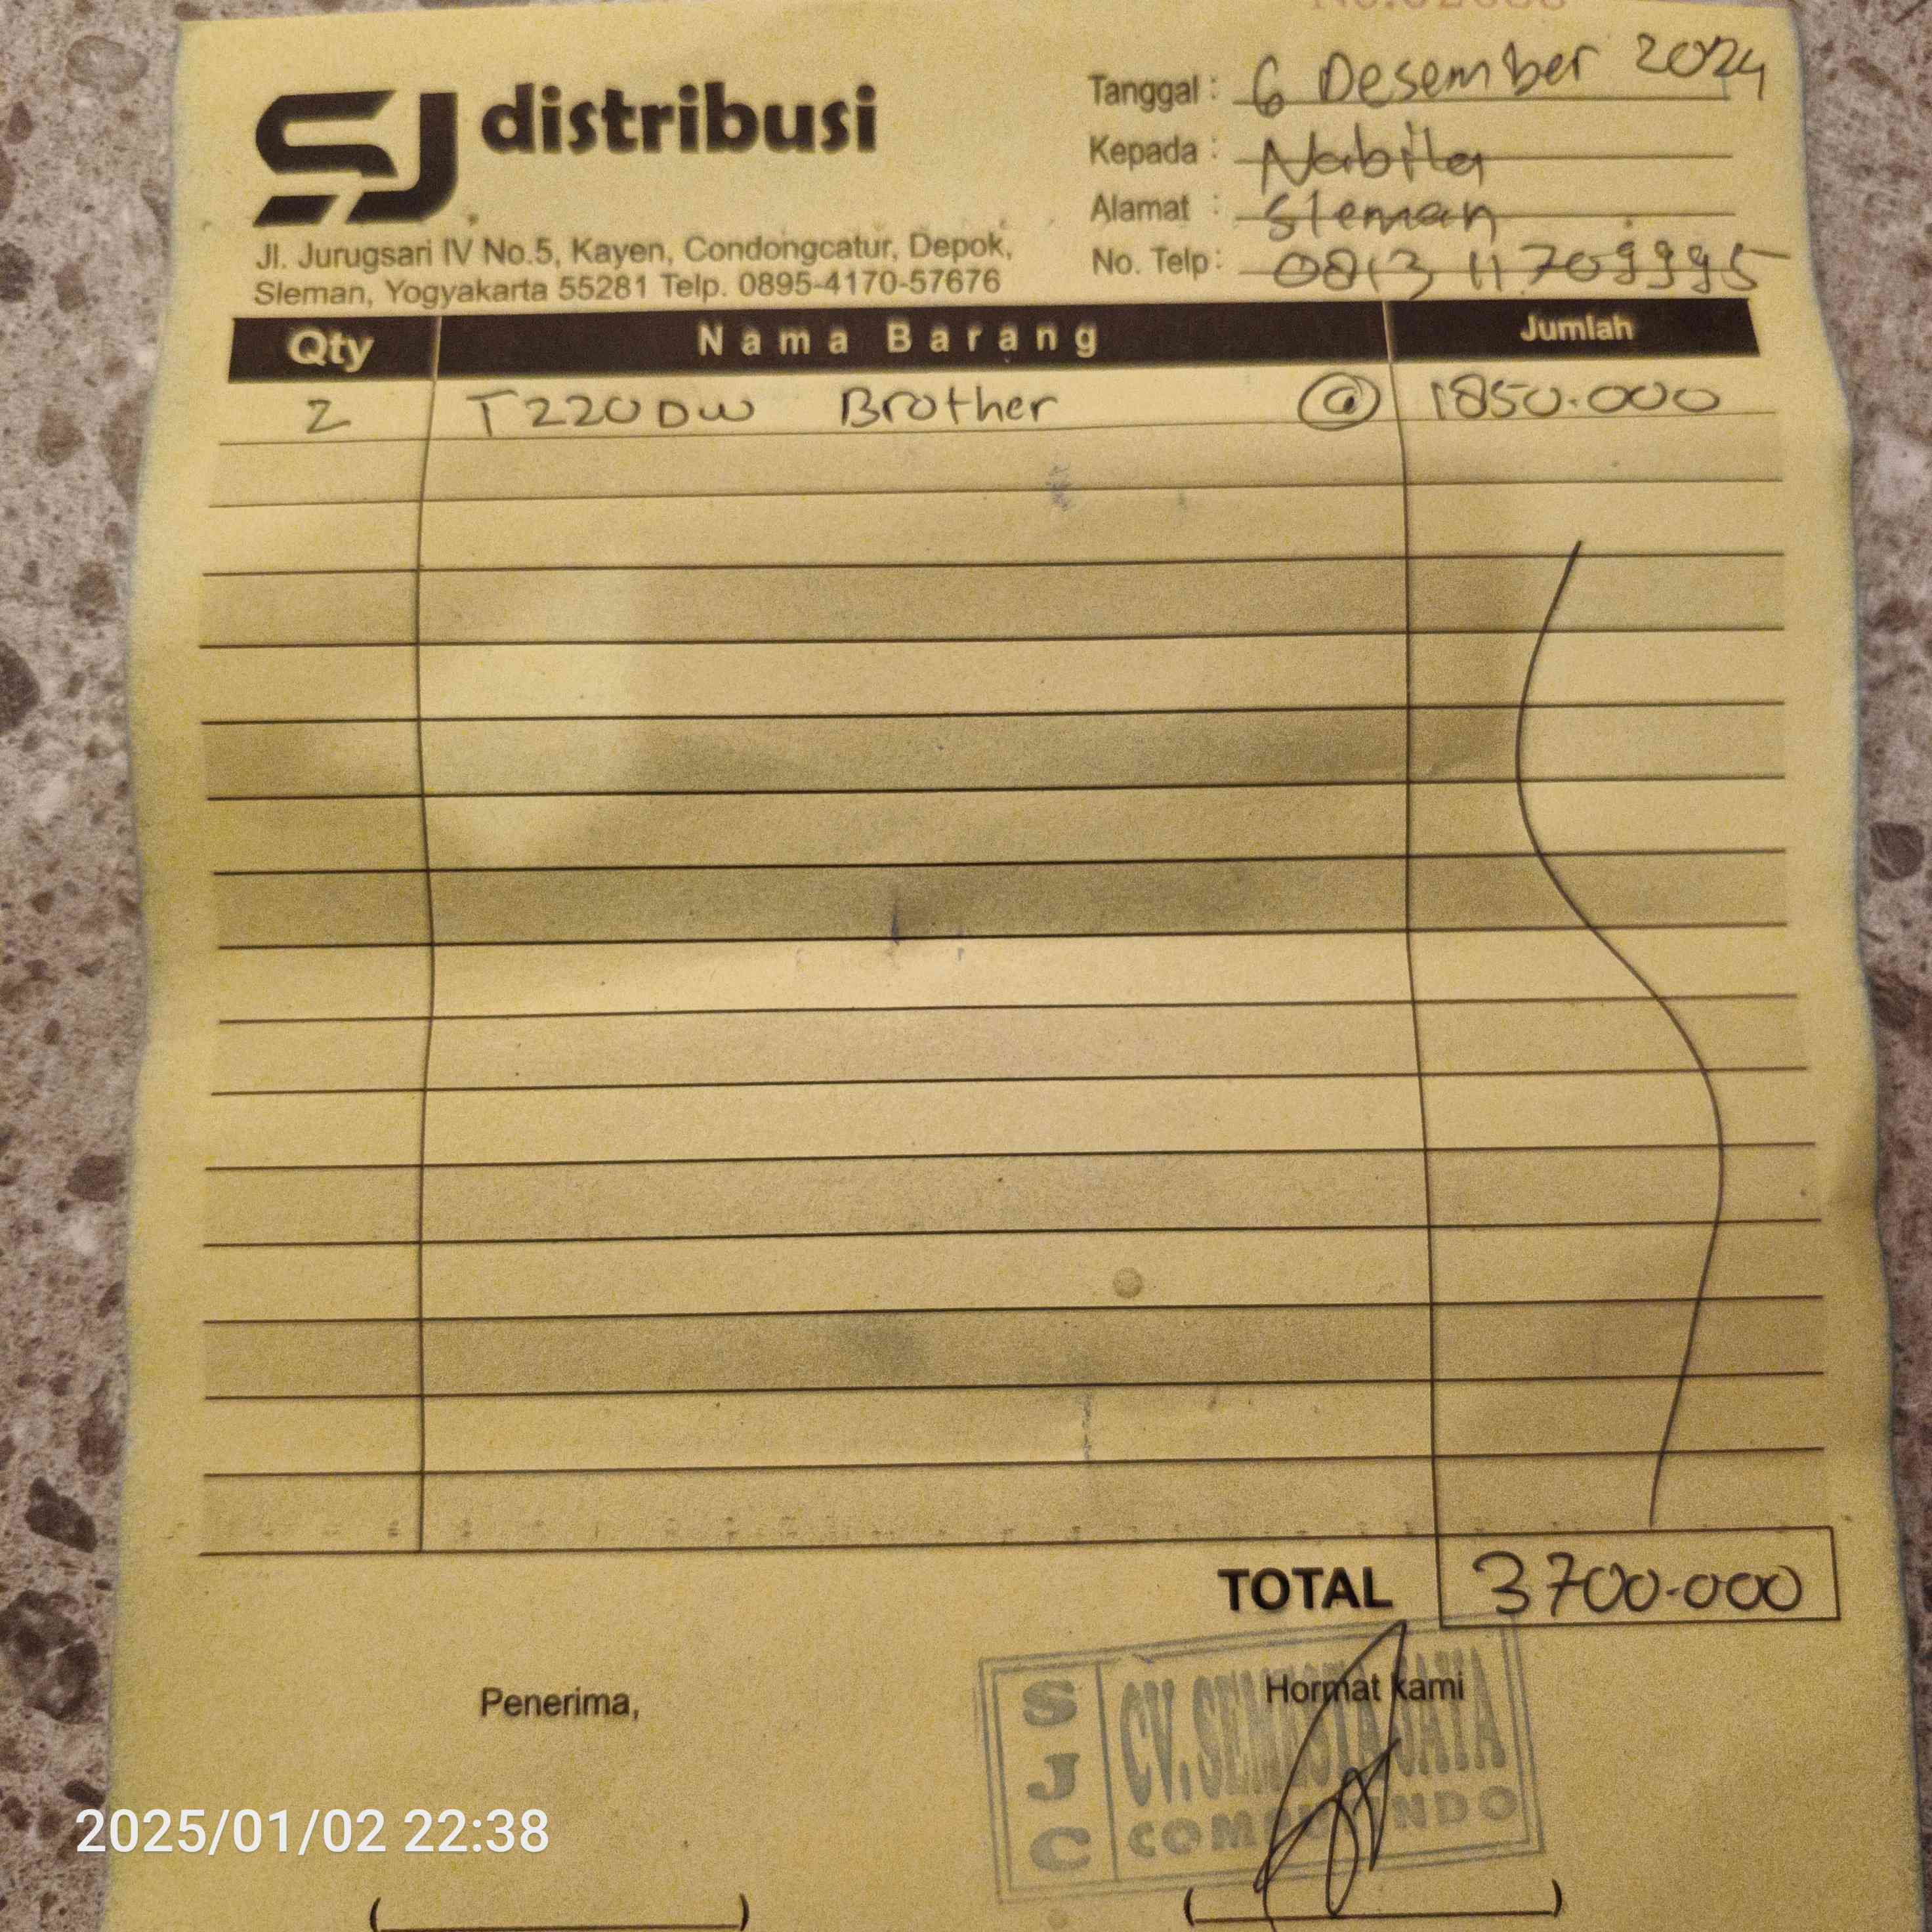 SJ distribusi
Jl. Jurugsari IV No.5, Kayen, Condongcatur, Depok,
Sleman, Yogyakarta 55281 Telp. 0895-4170-57676
Tanggal : 6 Desember 2024
Kepada : Nabila
Alamat : Sleman
No. Telp: 0813 11709995
Qty Nama Barang Jumlah
2 T220DW Brother @ 1850.000
TOTAL 3700.000
Penerima,
Hormat kami
SJC
CV. SEMESTA JAYA
COMPUTINDO
2025/01/02 22:38